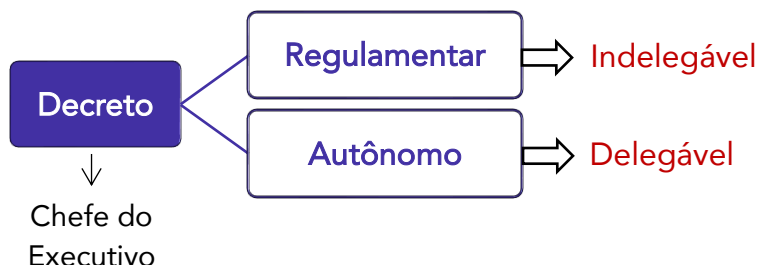 Regulamentar
Indelegável
Decreto
Autônomo
Delegável
Chefe do
Executivo